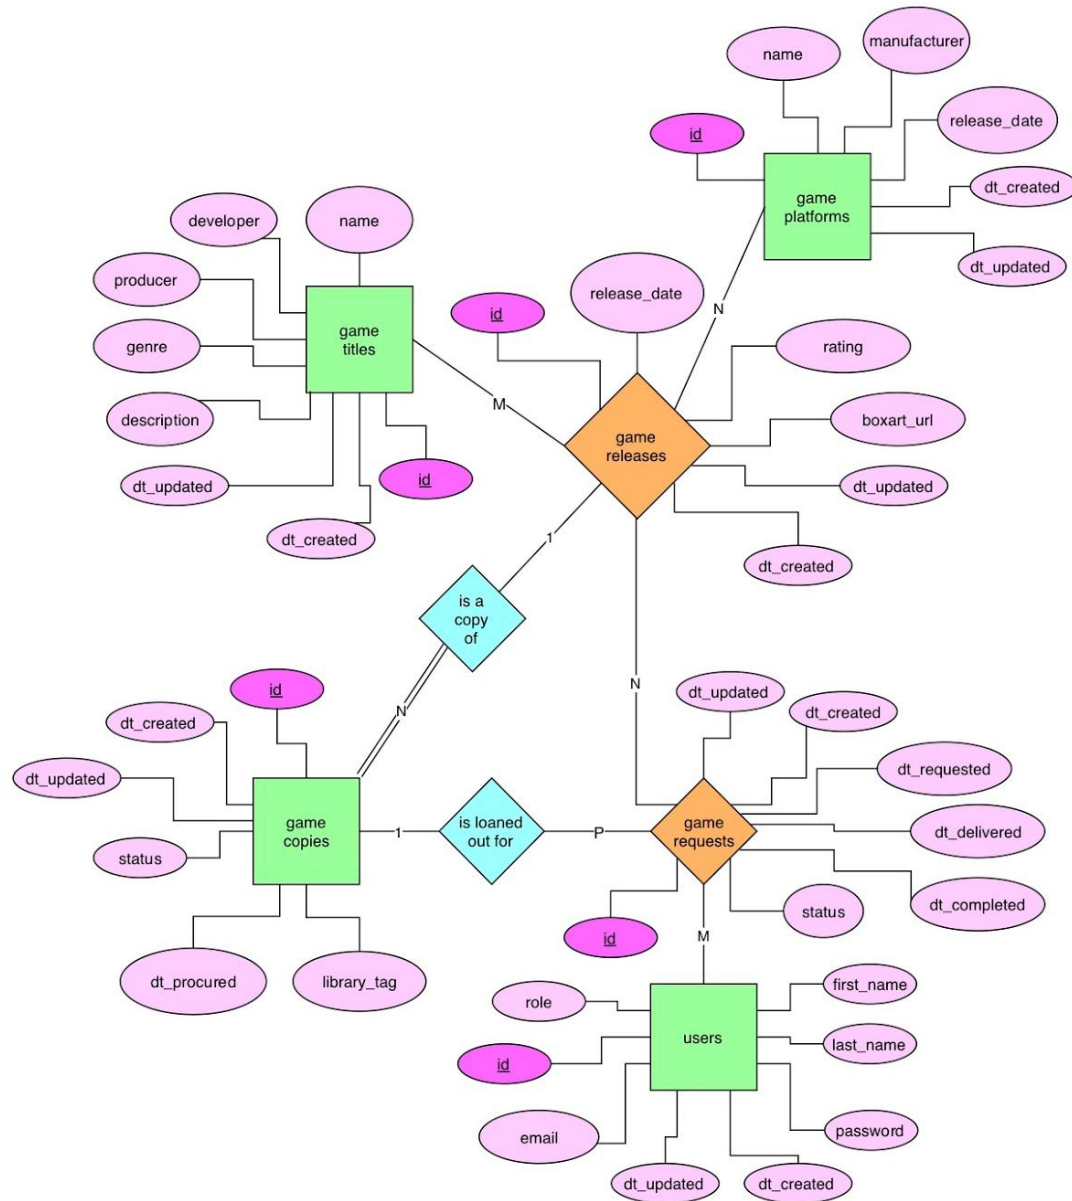 manufacturer
name
release_date
id
game
platforms
dt_created
dt_updated
developer
name
producer
genre
description
game
titles
dt_updated
id
dt_created
M
N
id
release_date
rating
boxart_url
game
releases
dt_updated
dt_created
1
is a
copy
of
N
N
id
dt_created
dt_updated
status
game
copies
dt_procured
library_tag
1
is loaned
out for
P
dt_updated
dt_created
dt_requested
dt_delivered
dt_completed
game
requests
status
id
M
role
first_name
id
users
last_name
email
password
dt_updated
dt_created